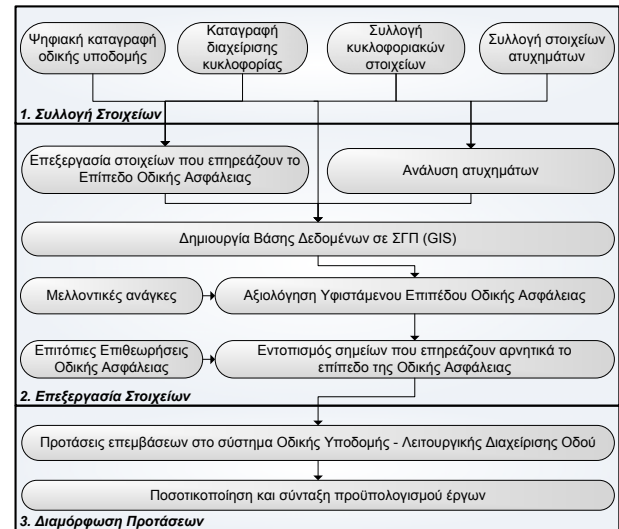 Ψηφιακή καταγραφή
οδικής υποδομής
Καταγραφή
διαχείρισης
κυκλοφορίας
Συλλογή
κυκλοφοριακών
στοιχείων
Συλλογή στοιχείων
ατυχημάτων
1. Συλλογή Στοιχείων
Επεξεργασία στοιχείων που επηρεάζουν το
Επίπεδο Οδικής Ασφάλειας
Ανάλυση ατυχημάτων
Δημιουργία Βάσης Δεδομένων σε ΣΓΠ (GIS)
Μελλοντικές ανάγκες
Αξιολόγηση Υφιστάμενου Επιπέδου Οδικής Ασφάλειας
Επιτόπιες Επιθεωρήσεις
Οδικής Ασφάλειας
Εντοπισμός σημείων που επηρεάζουν αρνητικά το
επίπεδο της Οδικής Ασφάλειας
2. Επεξεργασία Στοιχείων
Προτάσεις επεμβάσεων στο σύστημα Οδικής Υποδομής - Λειτουργικής Διαχείρισης Οδού
Ποσοτικοποίηση και σύνταξη προϋπολογισμού έργων
3. Διαμόρφωση Προτάσεων